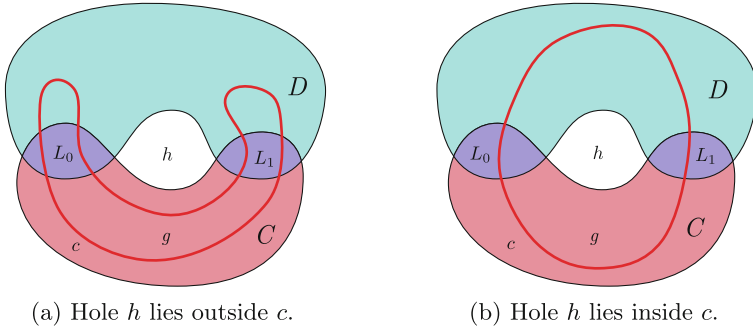 D
L₀
h
L₁
g
C
c
(a) Hole h lies outside c.
D
L₀
h
L₁
g
C
c
(b) Hole h lies inside c.